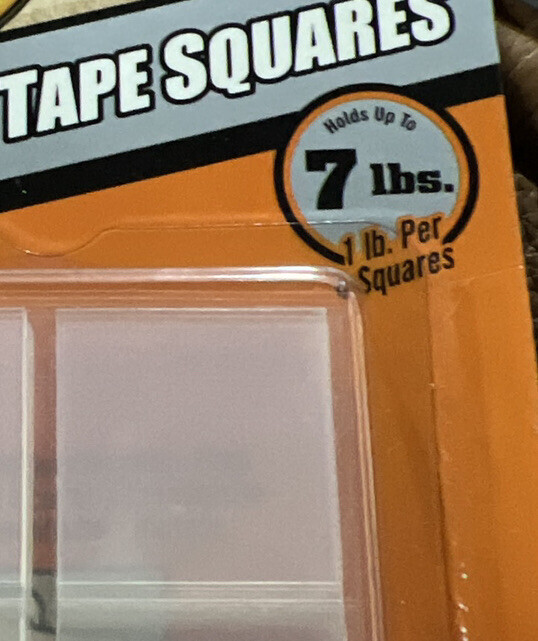 TAPE SQUARES
Holds Up To
7 lbs.
1 lb. Per
Squares